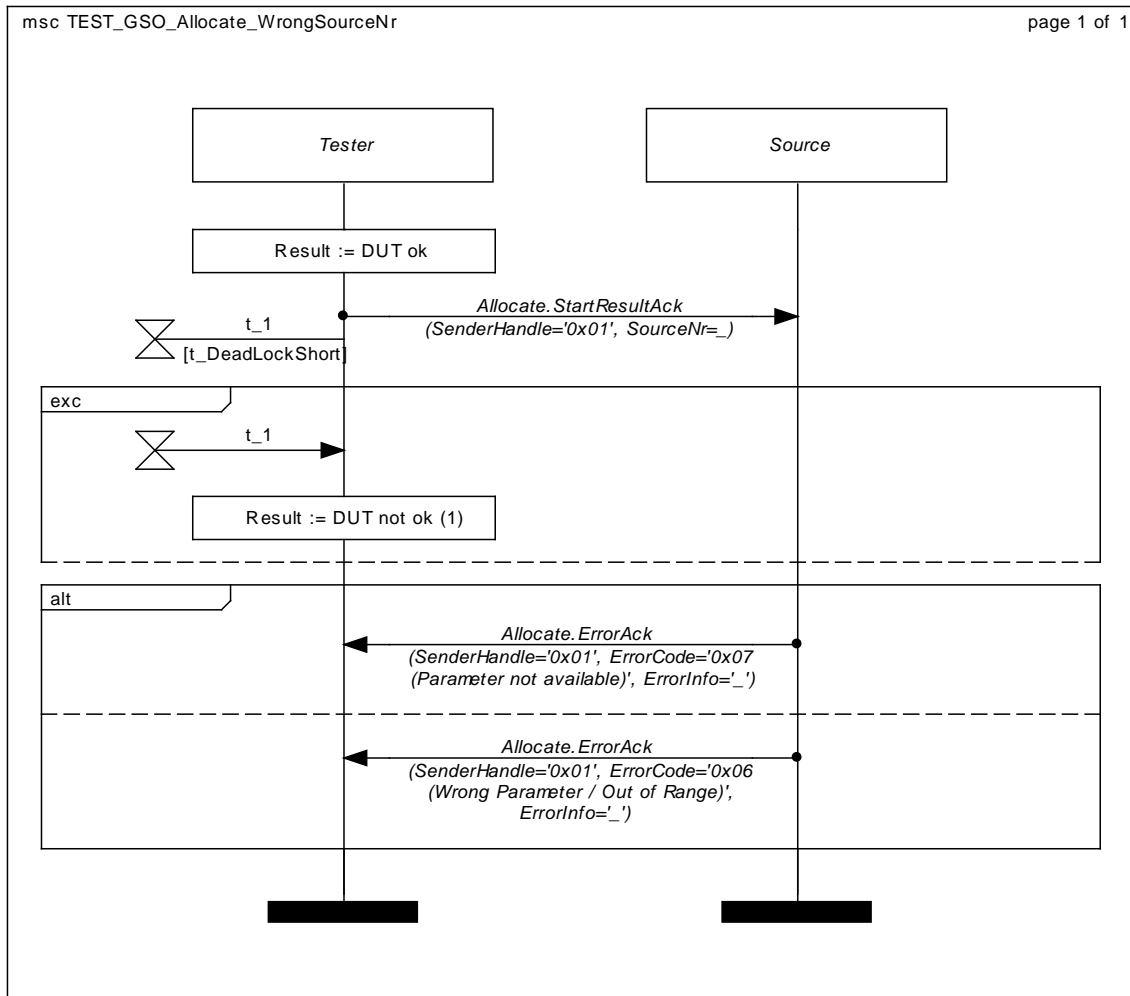 msc TEST_GSO_Allocate_WrongSourceNr
page 1 of 1
Tester
Source
Result := DUT ok
Allocate.StartResultAck
(SenderHandle='0x01', SourceNr=_)
t_1
[t_DeadLockShort]
exc
t_1
Result := DUT not ok (1)
alt
Allocate.ErrorAck
(SenderHandle='0x01', ErrorCode='0x07
(Parameter not available)', ErrorInfo='_')
Allocate.ErrorAck
(SenderHandle='0x01', ErrorCode='0x06
(Wrong Parameter / Out of Range)',
ErrorInfo='_')